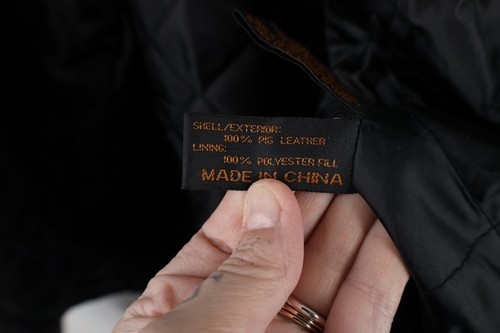 SHELL/EXTERIOR:
100% PIG LEATHER
LINING:
100% POLYESTER FILL
MADE IN CHINA